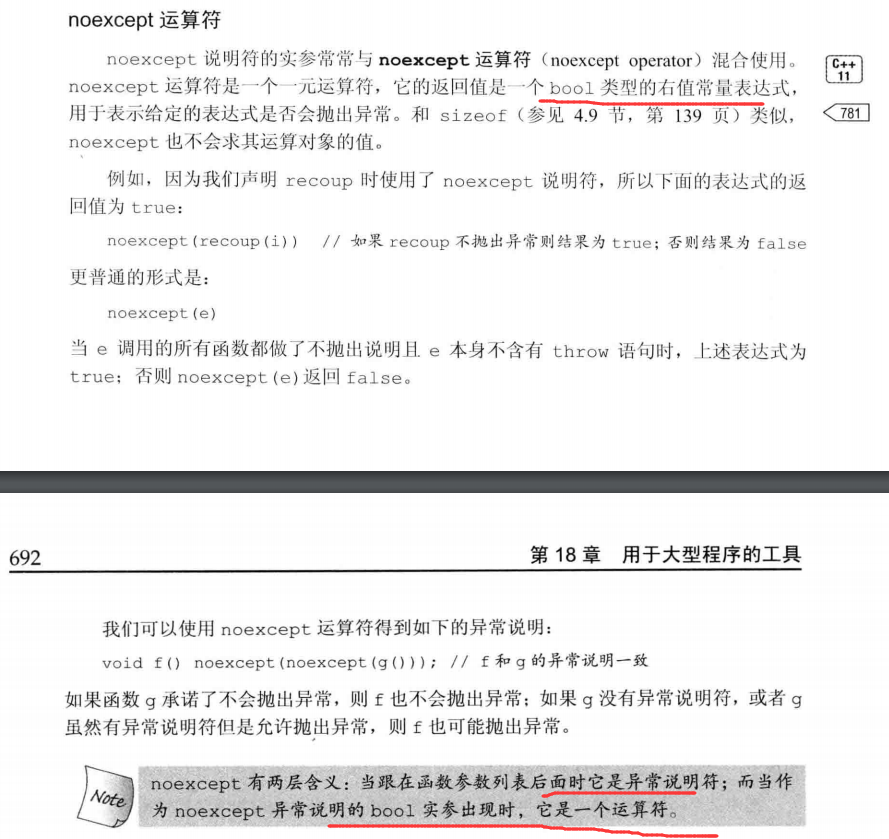 noexcept 运算符
noexcept 说明符的实参常常与 noexcept 运算符（noexcept operator）混合使用。
C++
11
noexcept 运算符是一个一元运算符，它的返回值是一个 bool 类型的右值常量表达式，
用于表示给定的表达式是否会抛出异常。和 sizeof（参见 4.9 节，第 139 页）类似，
781
noexcept 也不会求其运算对象的值。
例如，因为我们声明 recoup 时使用了 noexcept 说明符，所以下面的表达式的返
回值为 true：
noexcept(recoup(i)) // 如果 recoup 不抛出异常则结果为 true；否则结果为 false
更普通的形式是：
noexcept(e)
当 e 调用的所有函数都做了不抛出说明且 e 本身不含有 throw 语句时，上述表达式为
true；否则 noexcept(e)返回 false。
692
第 18 章 用于大型程序的工具
我们可以使用 noexcept 运算符得到如下的异常说明：
void f() noexcept(noexcept(g())); // f 和 g 的异常说明一致
如果函数 g 承诺了不会抛出异常，则 f 也不会抛出异常；如果 g 没有异常说明符，或者 g
虽然有异常说明符但是允许抛出异常，则 f 也可能抛出异常。
Note
noexcept 有两层含义：当跟在函数参数列表后面时它是异常说明符；而当作
为 noexcept 异常说明的 bool 实参出现时，它是一个运算符。